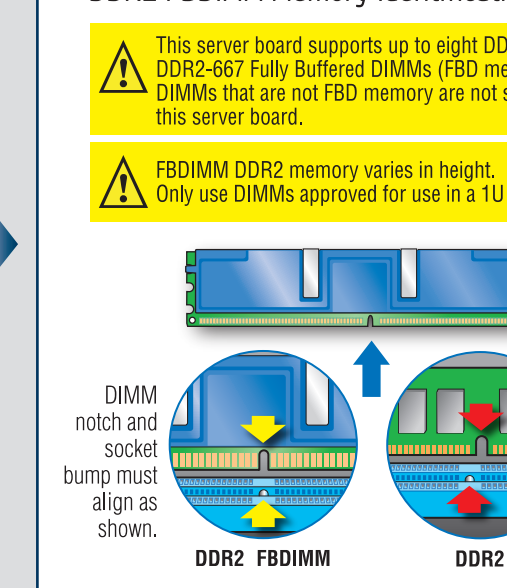 This server board supports up to eight
DDR2-667 Fully Buffered DIMMs (FBD
DIMMs that are not FBD memory are not
this server board.
FBDIMM DDR2 memory varies in height.
Only use DIMMs approved for use in a 1U
DIMM
notch and
socket
bump must
align as
shown.
DDR2 FBDIMM
DDR2